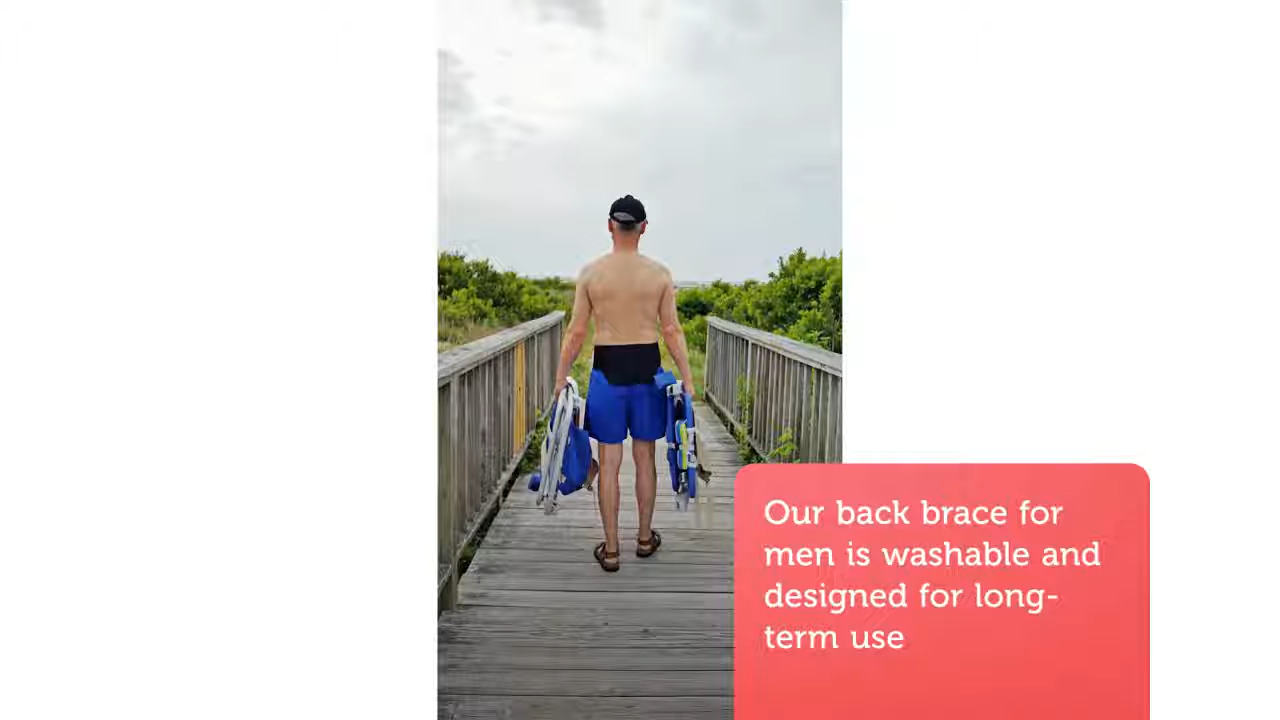 Our back brace for
men is washable and
designed for long-
term use